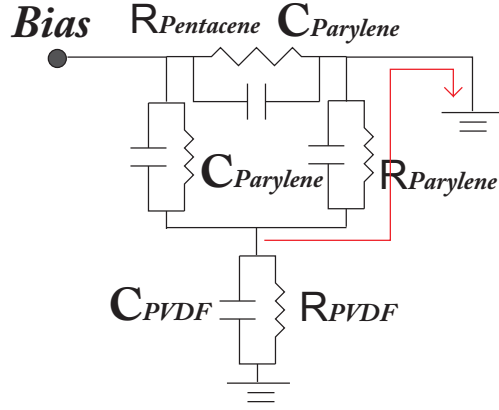 Bias
RPentacene CParylene
CParylene RParylene
CPVDF RPVDF